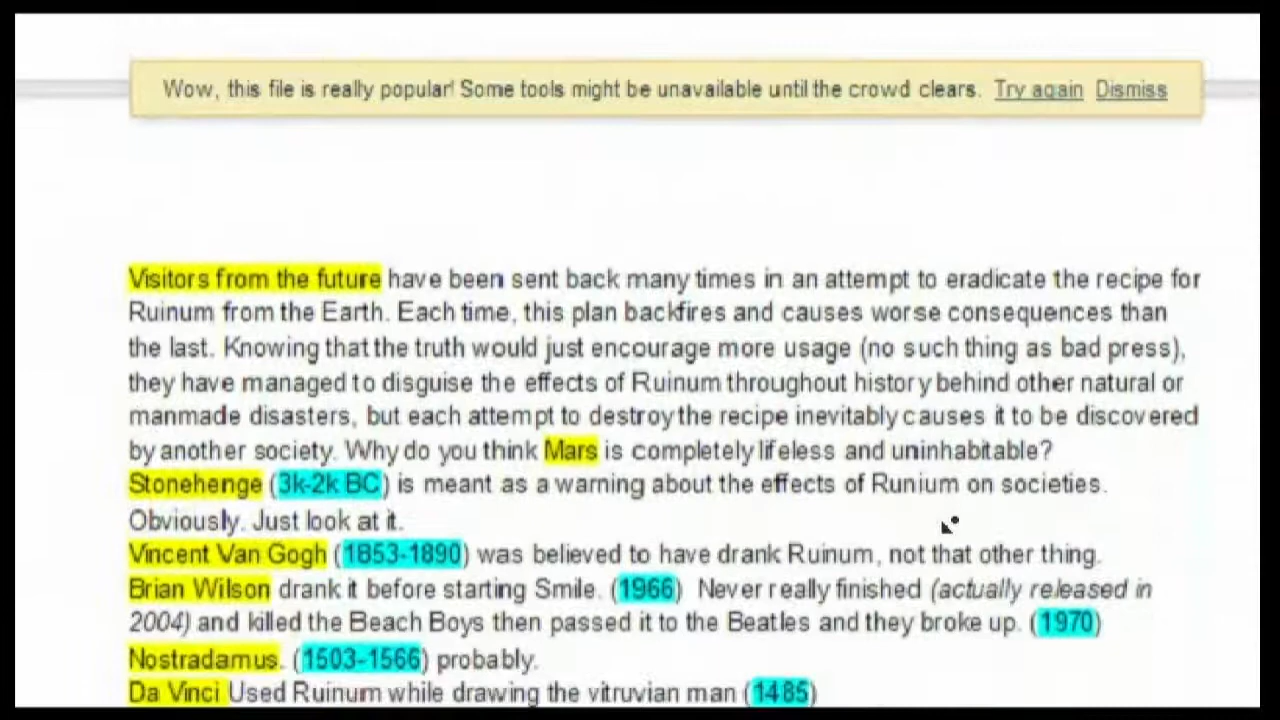 Wow, this file is really popular! Some tools might be unavailable until the crowd clears. Try again Dismiss
Visitors from the future have been sent back many times in an attempt to eradicate the recipe for
Ruinum from the Earth. Each time, this plan backfires and causes worse consequences than
the last. Knowing that the truth would just encourage more usage (no such thing as bad press),
they have managed to disguise the effects of Ruinum throughout history behind other natural or
manmade disasters, but each attempt to destroy the recipe inevitably causes it to be discovered
by another society. Why do you think Mars is completely lifeless and uninhabitable?
Stonehenge (3k-2k BC) is meant as a warning about the effects of Runium on societies.
Obviously. Just look at it.
Vincent Van Gogh (1853-1890) was believed to have drank Ruinum, not that other thing.
Brian Wilson drank it before starting Smile. (1966) Never really finished (actually released in
2004) and killed the Beach Boys then passed it to the Beatles and they broke up. (1970)
Nostradamus. (1503-1566) probably.
Da Vinci Used Ruinum while drawing the vitruvian man (1485)